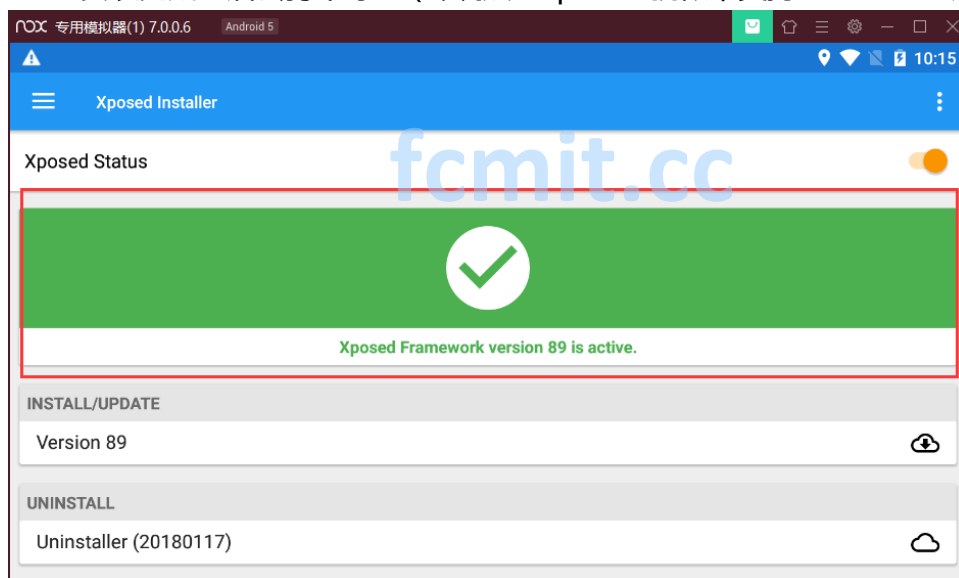 nox 专用模拟器(1) 7.0.0.6 Android 5
10:15
Xposed Installer
fcmit.cc
Xposed Status
Xposed Framework version 89 is active.
INSTALL/UPDATE
Version 89
UNINSTALL
Uninstaller (20180117)